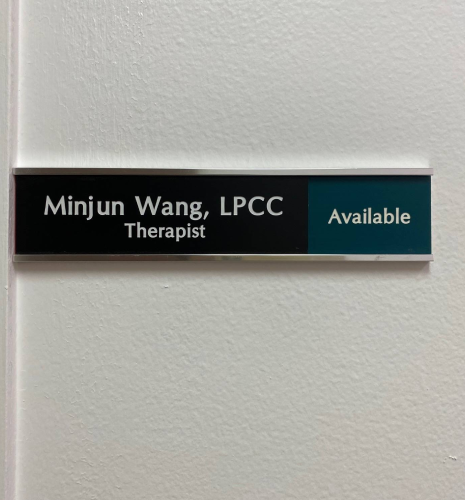 Minjun Wang, LPCC
Therapist
Available